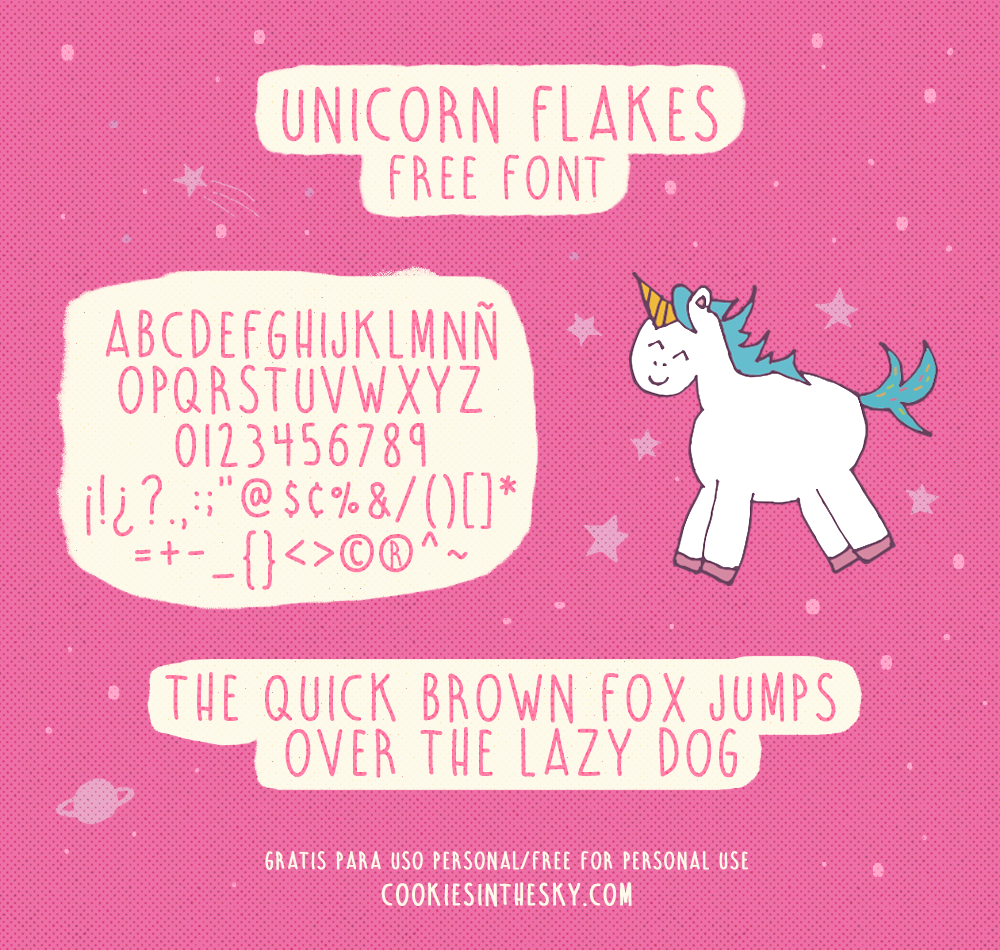 UNICORN FLAKES
FREE FONT
ABCDEFGHIJKLMNÑ
OPQRSTUVWXYZ
0123456789
¡!¿?.,:;"@$¢%&/()[]*
=+-_{}<>©®^~
THE QUICK BROWN FOX JUMPS
OVER THE LAZY DOG
GRATIS PARA USO PERSONAL/FREE FOR PERSONAL USE
COOKIESINTHESKY.COM